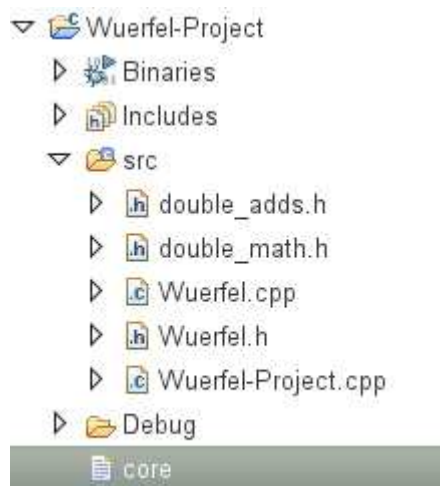 Wuerfel-Project
Binaries
Includes
src
double_adds.h
double_math.h
Wuerfel.cpp
Wuerfel.h
Wuerfel-Project.cpp
Debug
core